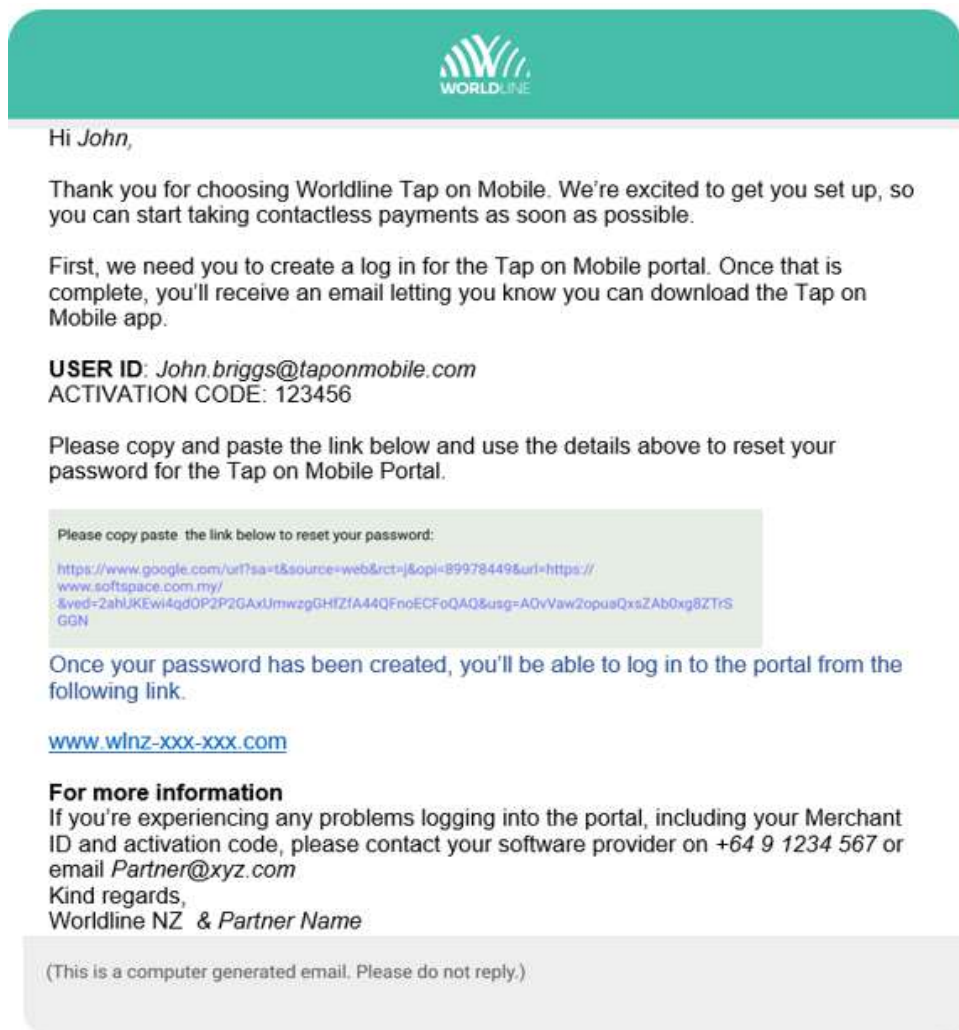 WORLDLINE
Hi John,
Thank you for choosing Worldline Tap on Mobile. We're excited to get you set up, so
you can start taking contactless payments as soon as possible.
First, we need you to create a log in for the Tap on Mobile portal. Once that is
complete, you'll receive an email letting you know you can download the Tap on
Mobile app.
USER ID: John.briggs@taponmobile.com
ACTIVATION CODE: 123456
Please copy and paste the link below and use the details above to reset your
password for the Tap on Mobile Portal.
Please copy paste the link below to reset your password:
https://www.google.com/url?sa=t&source=web&rct=j&opi=89978449&url=https://
www.softspace.com.my/
&ved=2ahUKEwi4qdOP2P2GAxUmwzgGHfZfA44QFnoECFoQAQ&usg=AOvVaw2opuaQxsZAb0xg8ZTrS
GGN
Once your password has been created, you'll be able to log in to the portal from the
following link.
www.wlnz-xxx-xxx.com
For more information
If you're experiencing any problems logging into the portal, including your Merchant
ID and activation code, please contact your software provider on +64 9 1234 567 or
email Partner@xyz.com
Kind regards,
Worldline NZ & Partner Name
(This is a computer generated email. Please do not reply.)